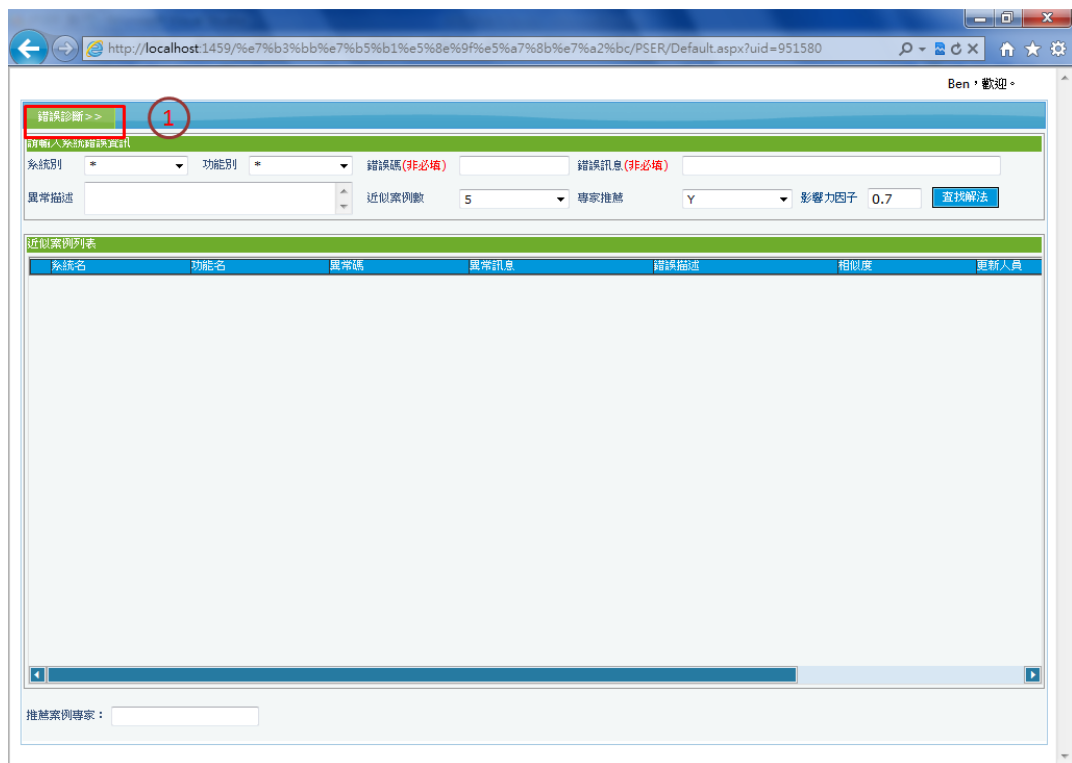 http://localhost:1459/%e7%b3%bb%e7%b5%b1%e5%8e%9f%e5%a7%8b%e7%a2%bc/PSER/Default.aspx?uid=951580
Ben，歡迎。
錯誤診斷>> 1
請輸入系統錯誤資訊
系統別 * 功能別 * 錯誤碼(非必填) 錯誤訊息(非必填)
異常描述 近似案例數 5 專家推薦 Y 影響力因子 0.7 查找解法
近似案例列表
系統名 功能名 異常碼 異常訊息 錯誤描述 相似度 更新人員
推薦案例專家：